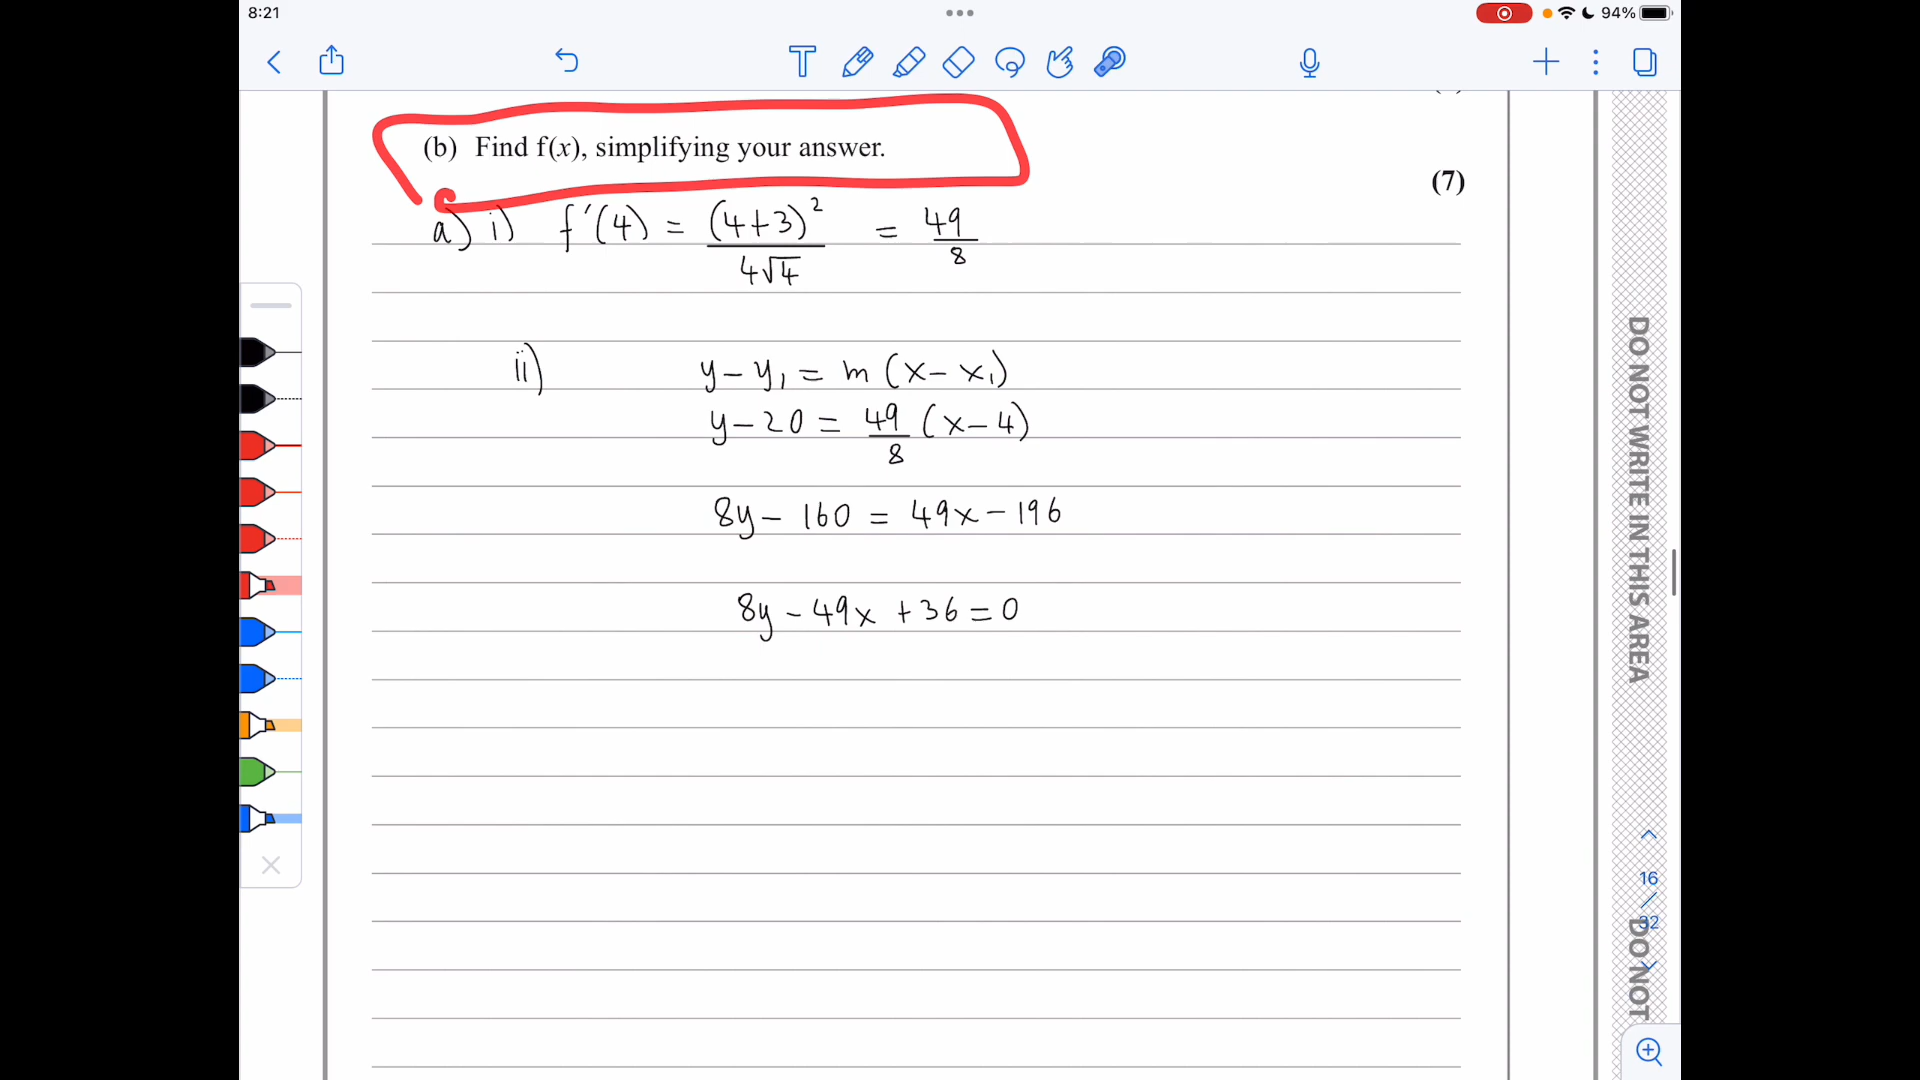 8:21
94%
(b) Find f(x), simplifying your answer.
(7)
a) i) f'(4) = (4+3)² / 4√4 = 49/8
ii) y - y₁ = m (x - x₁)
y - 20 = 49/8 (x - 4)
8y - 160 = 49x - 196
8y - 49x + 36 = 0
DO NOT WRITE IN THIS AREA
16
/
32
DO NOT